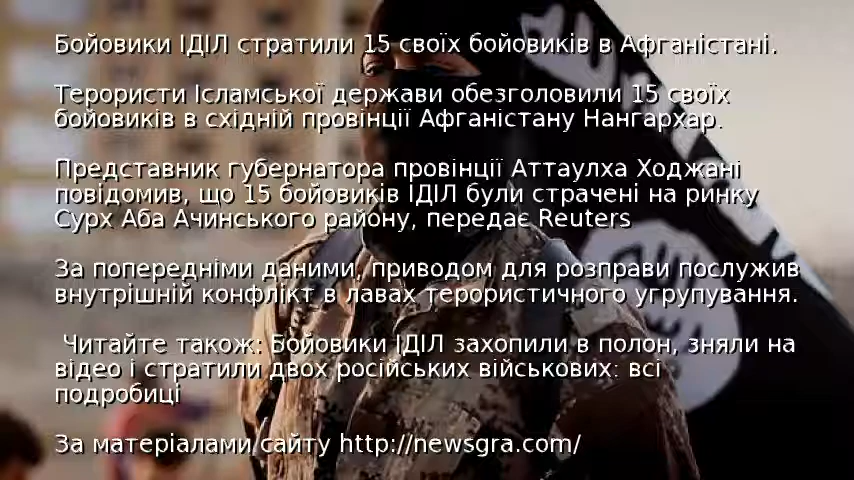 Бойовики ІДІЛ стратили 15 своїх бойовиків в Афганістані.
Терористи Ісламської держави обезголовили 15 своїх
бойовиків в східній провінції Афганістану Нангархар.
Представник губернатора провінції Аттаулха Ходжані
повідомив, що 15 бойовиків ІДІЛ були страчені на ринку
Сурх Аба Ачинського району, передає Reuters
За попередніми даними, приводом для розправи послужив
внутрішній конфлікт в лавах терористичного угрупування.
Читайте також: Бойовики ІДІЛ захопили в полон, зняли на
відео і стратили двох російських військових: всі
подробиці
За матеріалами сайту http://newsgra.com/